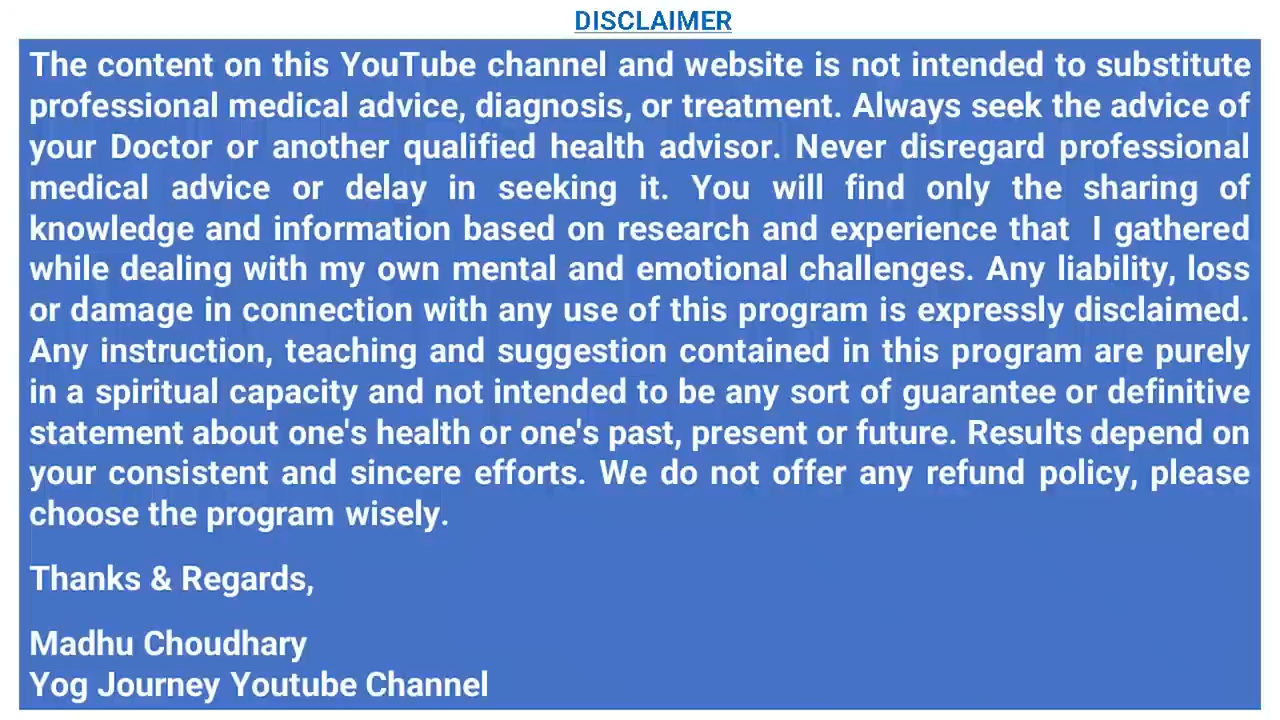 DISCLAIMER
The content on this YouTube channel and website is not intended to substitute
professional medical advice, diagnosis, or treatment. Always seek the advice of
your Doctor or another qualified health advisor. Never disregard professional
medical advice or delay in seeking it. You will find only the sharing of
knowledge and information based on research and experience that I gathered
while dealing with my own mental and emotional challenges. Any liability, loss
or damage in connection with any use of this program is expressly disclaimed.
Any instruction, teaching and suggestion contained in this program are purely
in a spiritual capacity and not intended to be any sort of guarantee or definitive
statement about one's health or one's past, present or future. Results depend on
your consistent and sincere efforts. We do not offer any refund policy, please
choose the program wisely.
Thanks & Regards,
Madhu Choudhary
Yog Journey Youtube Channel